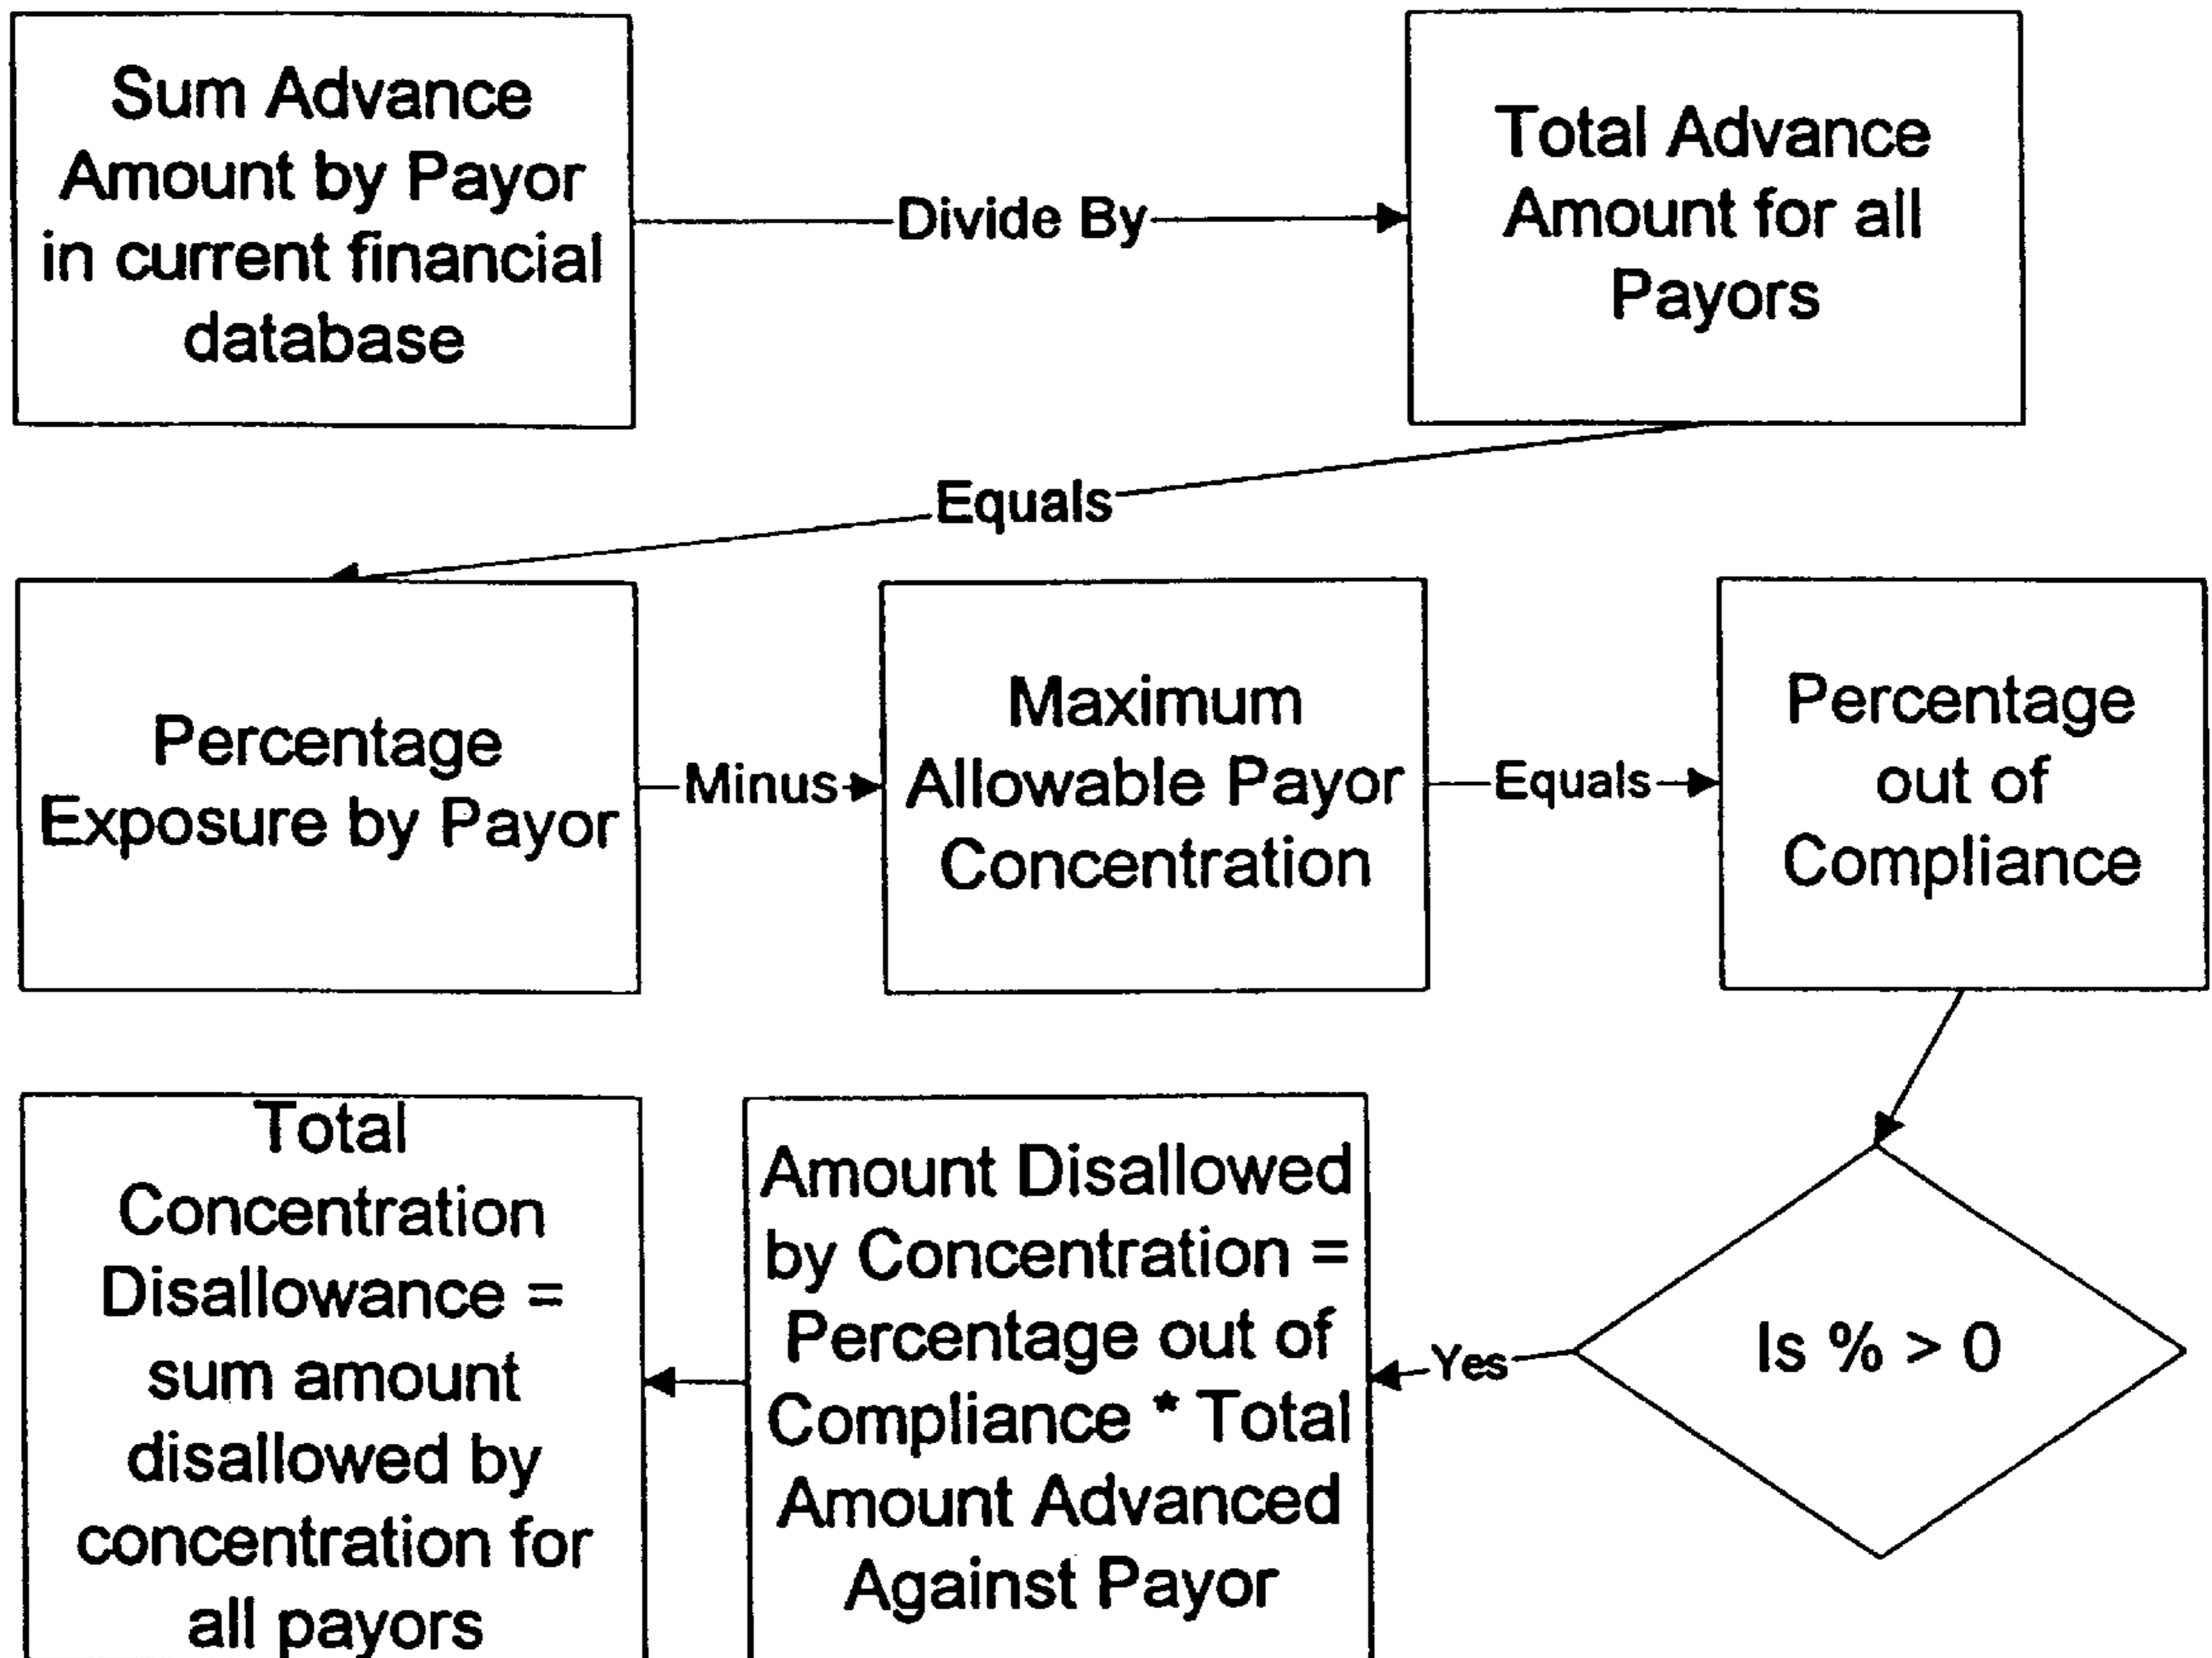 Sum Advance
Amount by Payor
in current financial
database
Divide By
Total Advance
Amount for all
Payors
Equals
Percentage
Exposure by Payor
Minus
Maximum
Allowable Payor
Concentration
Equals
Percentage
out of
Compliance
Is % > 0
Yes
Amount Disallowed
by Concentration =
Percentage out of
Compliance * Total
Amount Advanced
Against Payor
Total
Concentration
Disallowance =
sum amount
disallowed by
concentration for
all payors